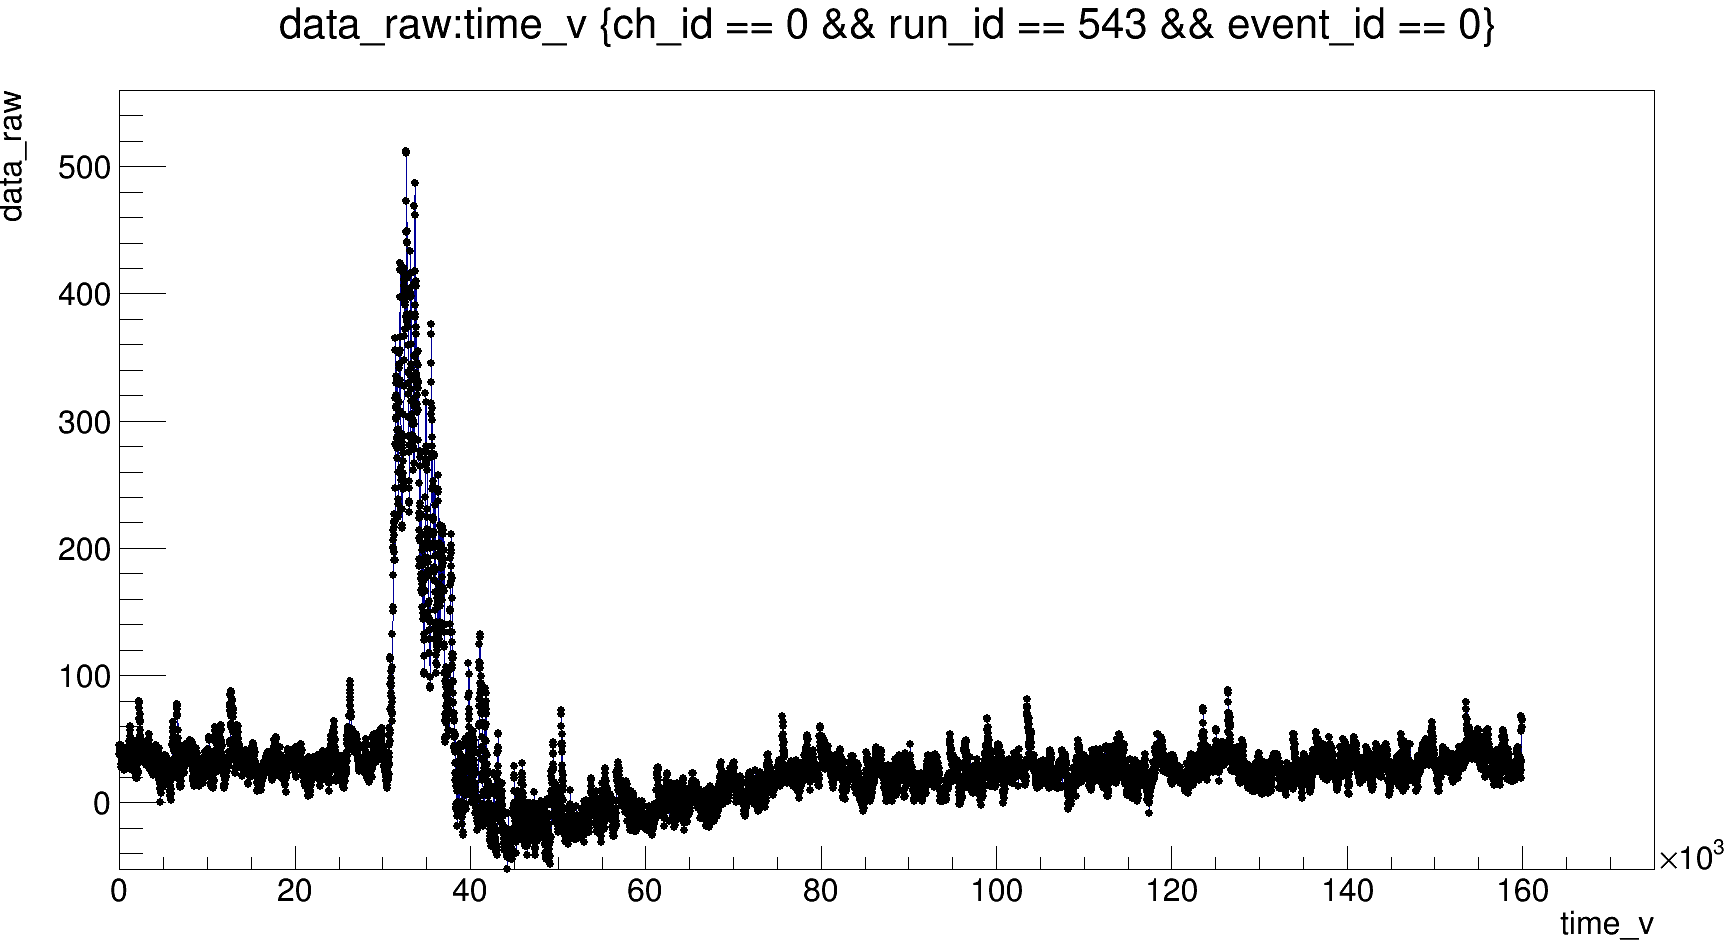 data_raw:time_v {ch_id == 0 && run_id == 543 && event_id == 0}
data_raw
500
400
300
200
100
0
0 20 40 60 80 100 120 140 160
×10³
time_v